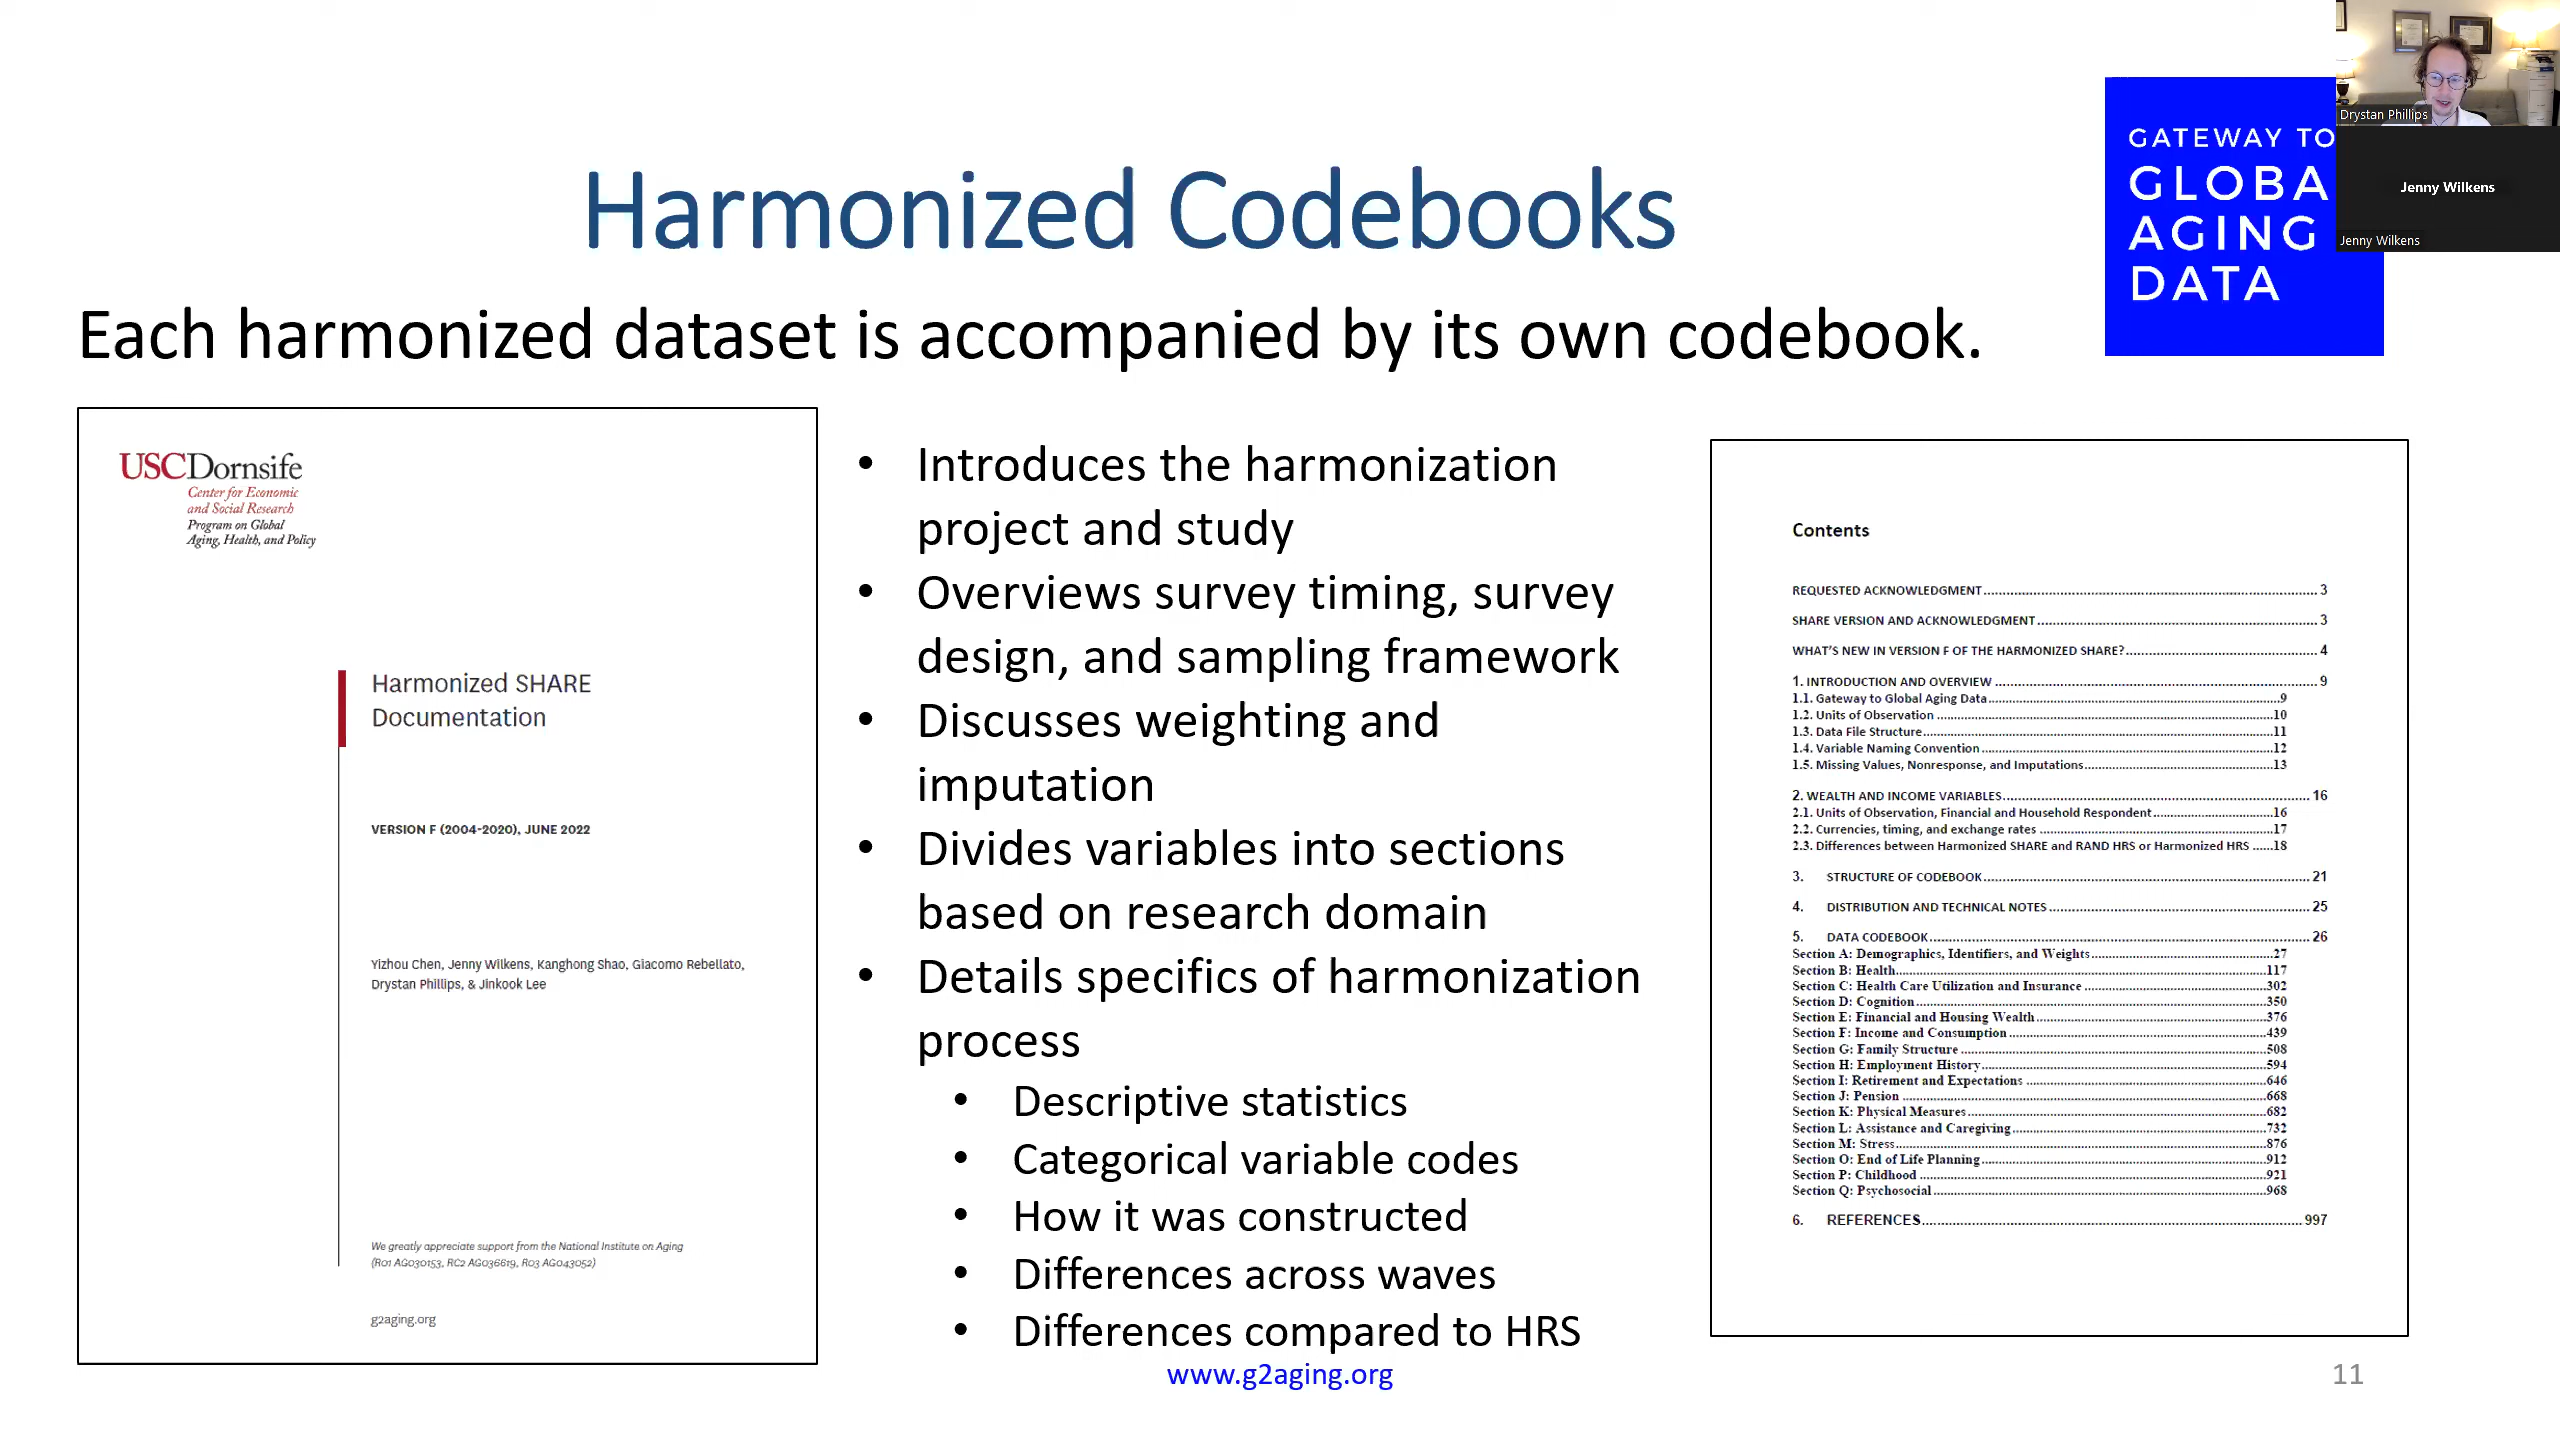 Drystan Phillips
Jenny Wilkens
Jenny Wilkens
GATEWAY TO
GLOBA
AGING
DATA
Harmonized Codebooks
Each harmonized dataset is accompanied by its own codebook.
USCDornsife
Center for Economic
and Social Research
Program on Global
Aging, Health, and Policy
Harmonized SHARE
Documentation
VERSION F (2004-2020), JUNE 2022
Yizhou Chen, Jenny Wilkens, Kanghong Shao, Giacomo Rebellato,
Drystan Phillips, & Jinkook Lee
We greatly appreciate support from the National Institute on Aging
(R01 AG030153, RC2 AG036619, R03 AG043052)
g2aging.org
• Introduces the harmonization
project and study
• Overviews survey timing, survey
design, and sampling framework
• Discusses weighting and
imputation
• Divides variables into sections
based on research domain
• Details specifics of harmonization
process
• Descriptive statistics
• Categorical variable codes
• How it was constructed
• Differences across waves
• Differences compared to HRS
Contents
REQUESTED ACKNOWLEDGMENT 3
SHARE VERSION AND ACKNOWLEDGMENT 3
WHAT'S NEW IN VERSION F OF THE HARMONIZED SHARE? 4
1. INTRODUCTION AND OVERVIEW 9
1.1. Gateway to Global Aging Data 9
1.2. Units of Observation 10
1.3. Data File Structure 11
1.4. Variable Naming Convention 12
1.5. Missing Values, Nonresponse, and Imputations 13
2. WEALTH AND INCOME VARIABLES 16
2.1. Units of Observation, Financial and Household Respondent 16
2.2. Currencies, timing, and exchange rates 17
2.3. Differences between Harmonized SHARE and RAND HRS or Harmonized HRS 18
3. STRUCTURE OF CODEBOOK 21
4. DISTRIBUTION AND TECHNICAL NOTES 25
5. DATA CODEBOOK 26
Section A: Demographics, Identifiers, and Weights 27
Section B: Health 117
Section C: Health Care Utilization and Insurance 302
Section D: Cognition 350
Section E: Financial and Housing Wealth 376
Section F: Income and Consumption 439
Section G: Family Structure 508
Section H: Employment History 594
Section I: Retirement and Expectations 646
Section J: Pension 668
Section K: Physical Measures 682
Section L: Assistance and Caregiving 732
Section M: Stress 876
Section O: End of Life Planning 912
Section P: Childhood 921
Section Q: Psychosocial 968
6. REFERENCES 997
www.g2aging.org
11